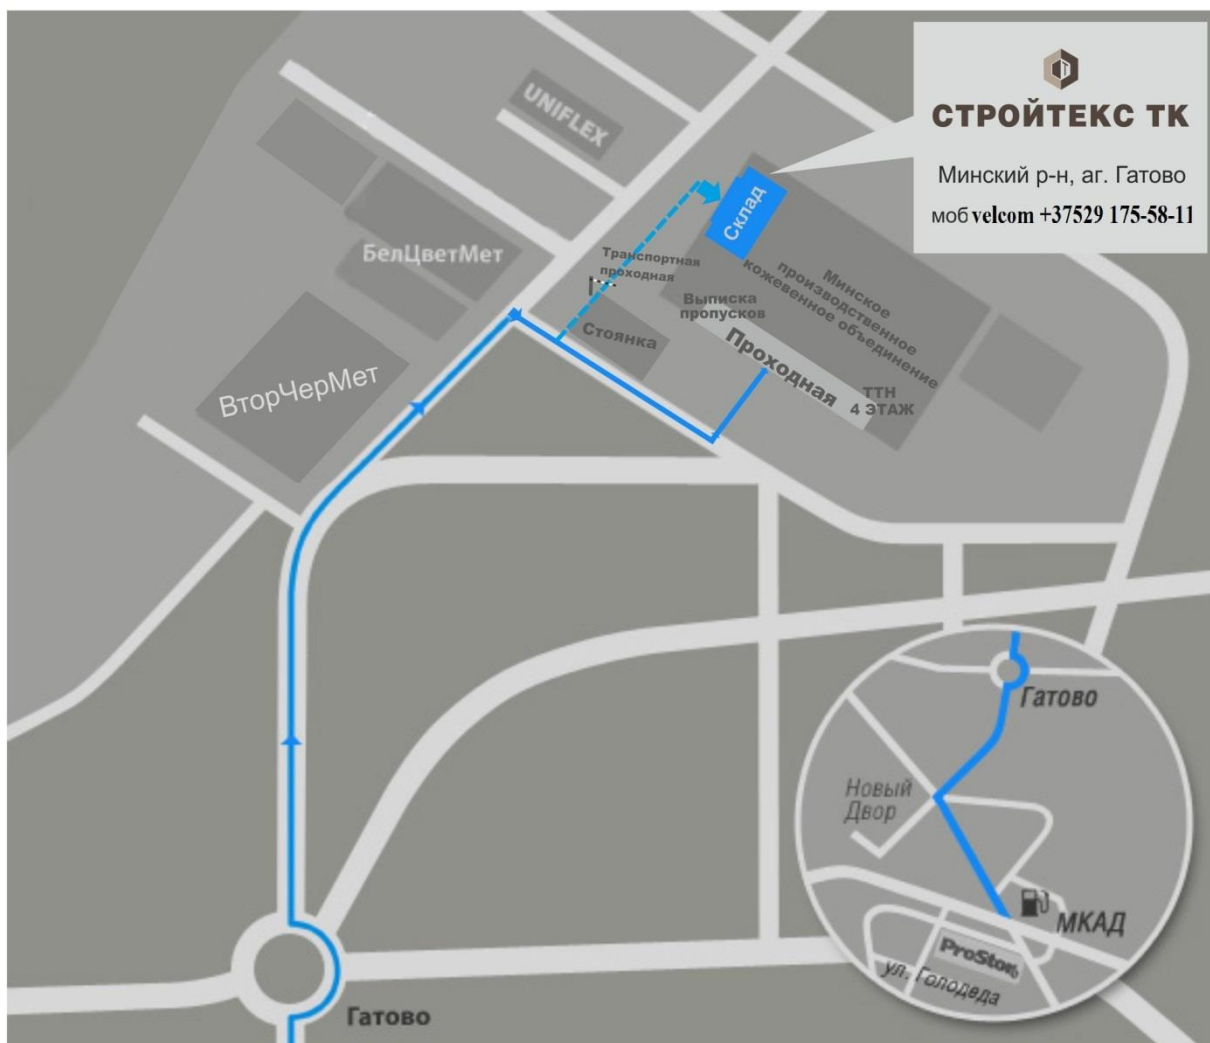 СТРОЙТЕКС ТК
Минский р-н, аг. Гатово
моб velcom +37529 175-58-11
UNIFLEX
Склад
БелЦветМет
Транспортная
проходная
Минское
производственное
кожевенное объединение
Выписка
пропусков
Стоянка
Проходная
ВторЧерМет
ТТН
4 ЭТАЖ
Гатово
Новый
Двор
МКАД
ProStore
ул. Голодеда
Гатово